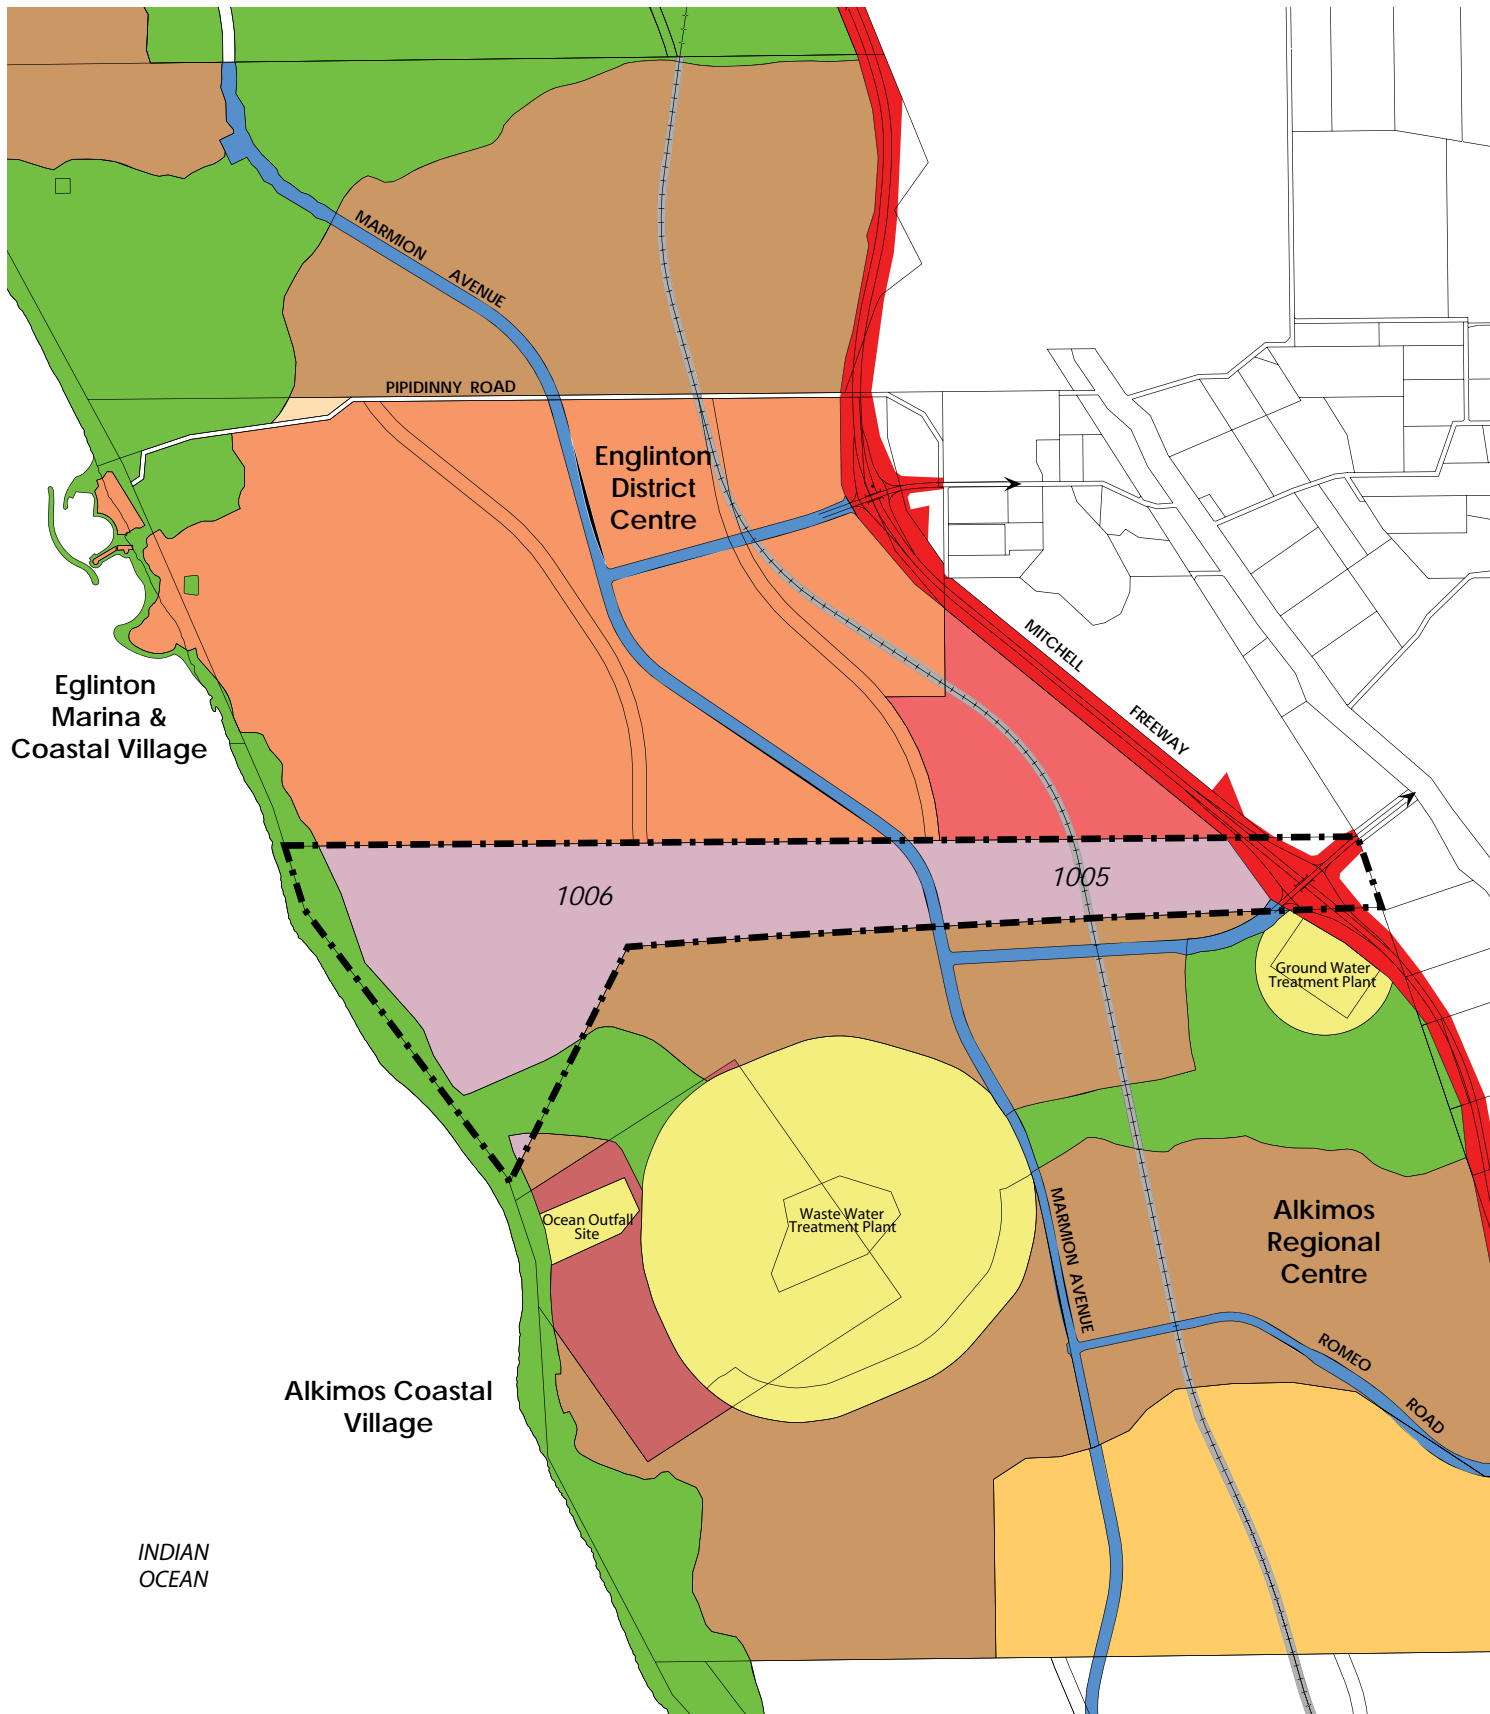 MARMION
AVENUE
PIPIDINNY ROAD
Englinton
District
Centre
MITCHELL
FREEWAY
Eglinton
Marina &
Coastal Village
1006
1005
Ground Water
Treatment Plant
Ocean Outfall
Site
Waste Water
Treatment Plant
MARMION AVENUE
Alkimos
Regional
Centre
ROMEO
ROAD
Alkimos Coastal
Village
INDIAN
OCEAN